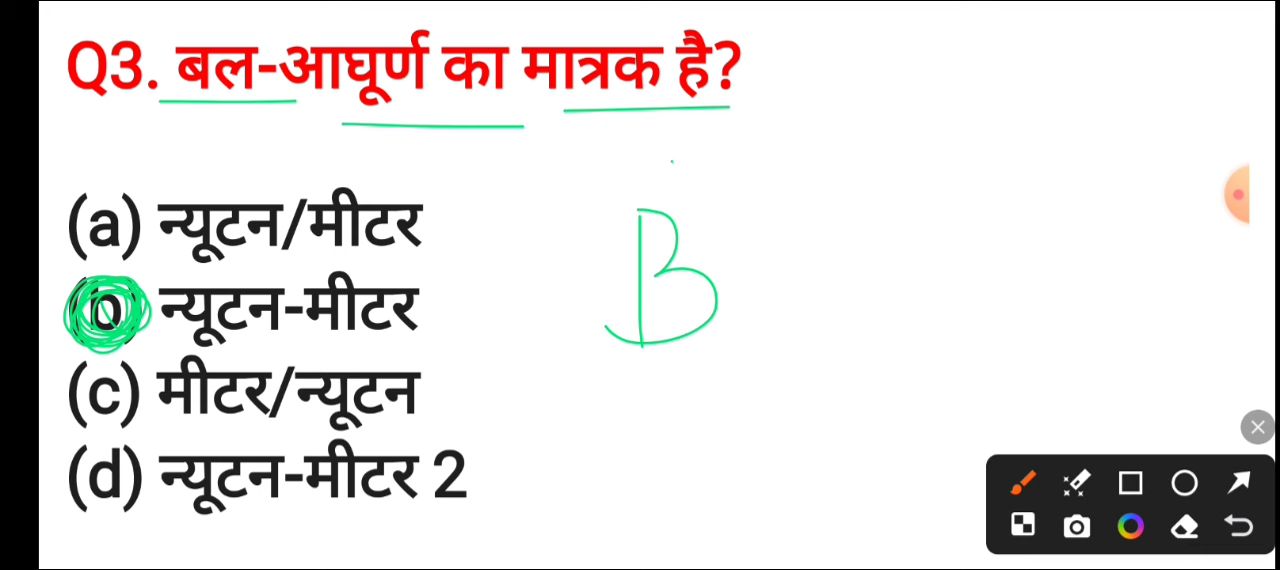 Q3. बल-आघूर्ण का मात्रक है?
(a) न्यूटन/मीटर
B
(b) न्यूटन-मीटर
(c) मीटर/न्यूटन
(d) न्यूटन-मीटर 2